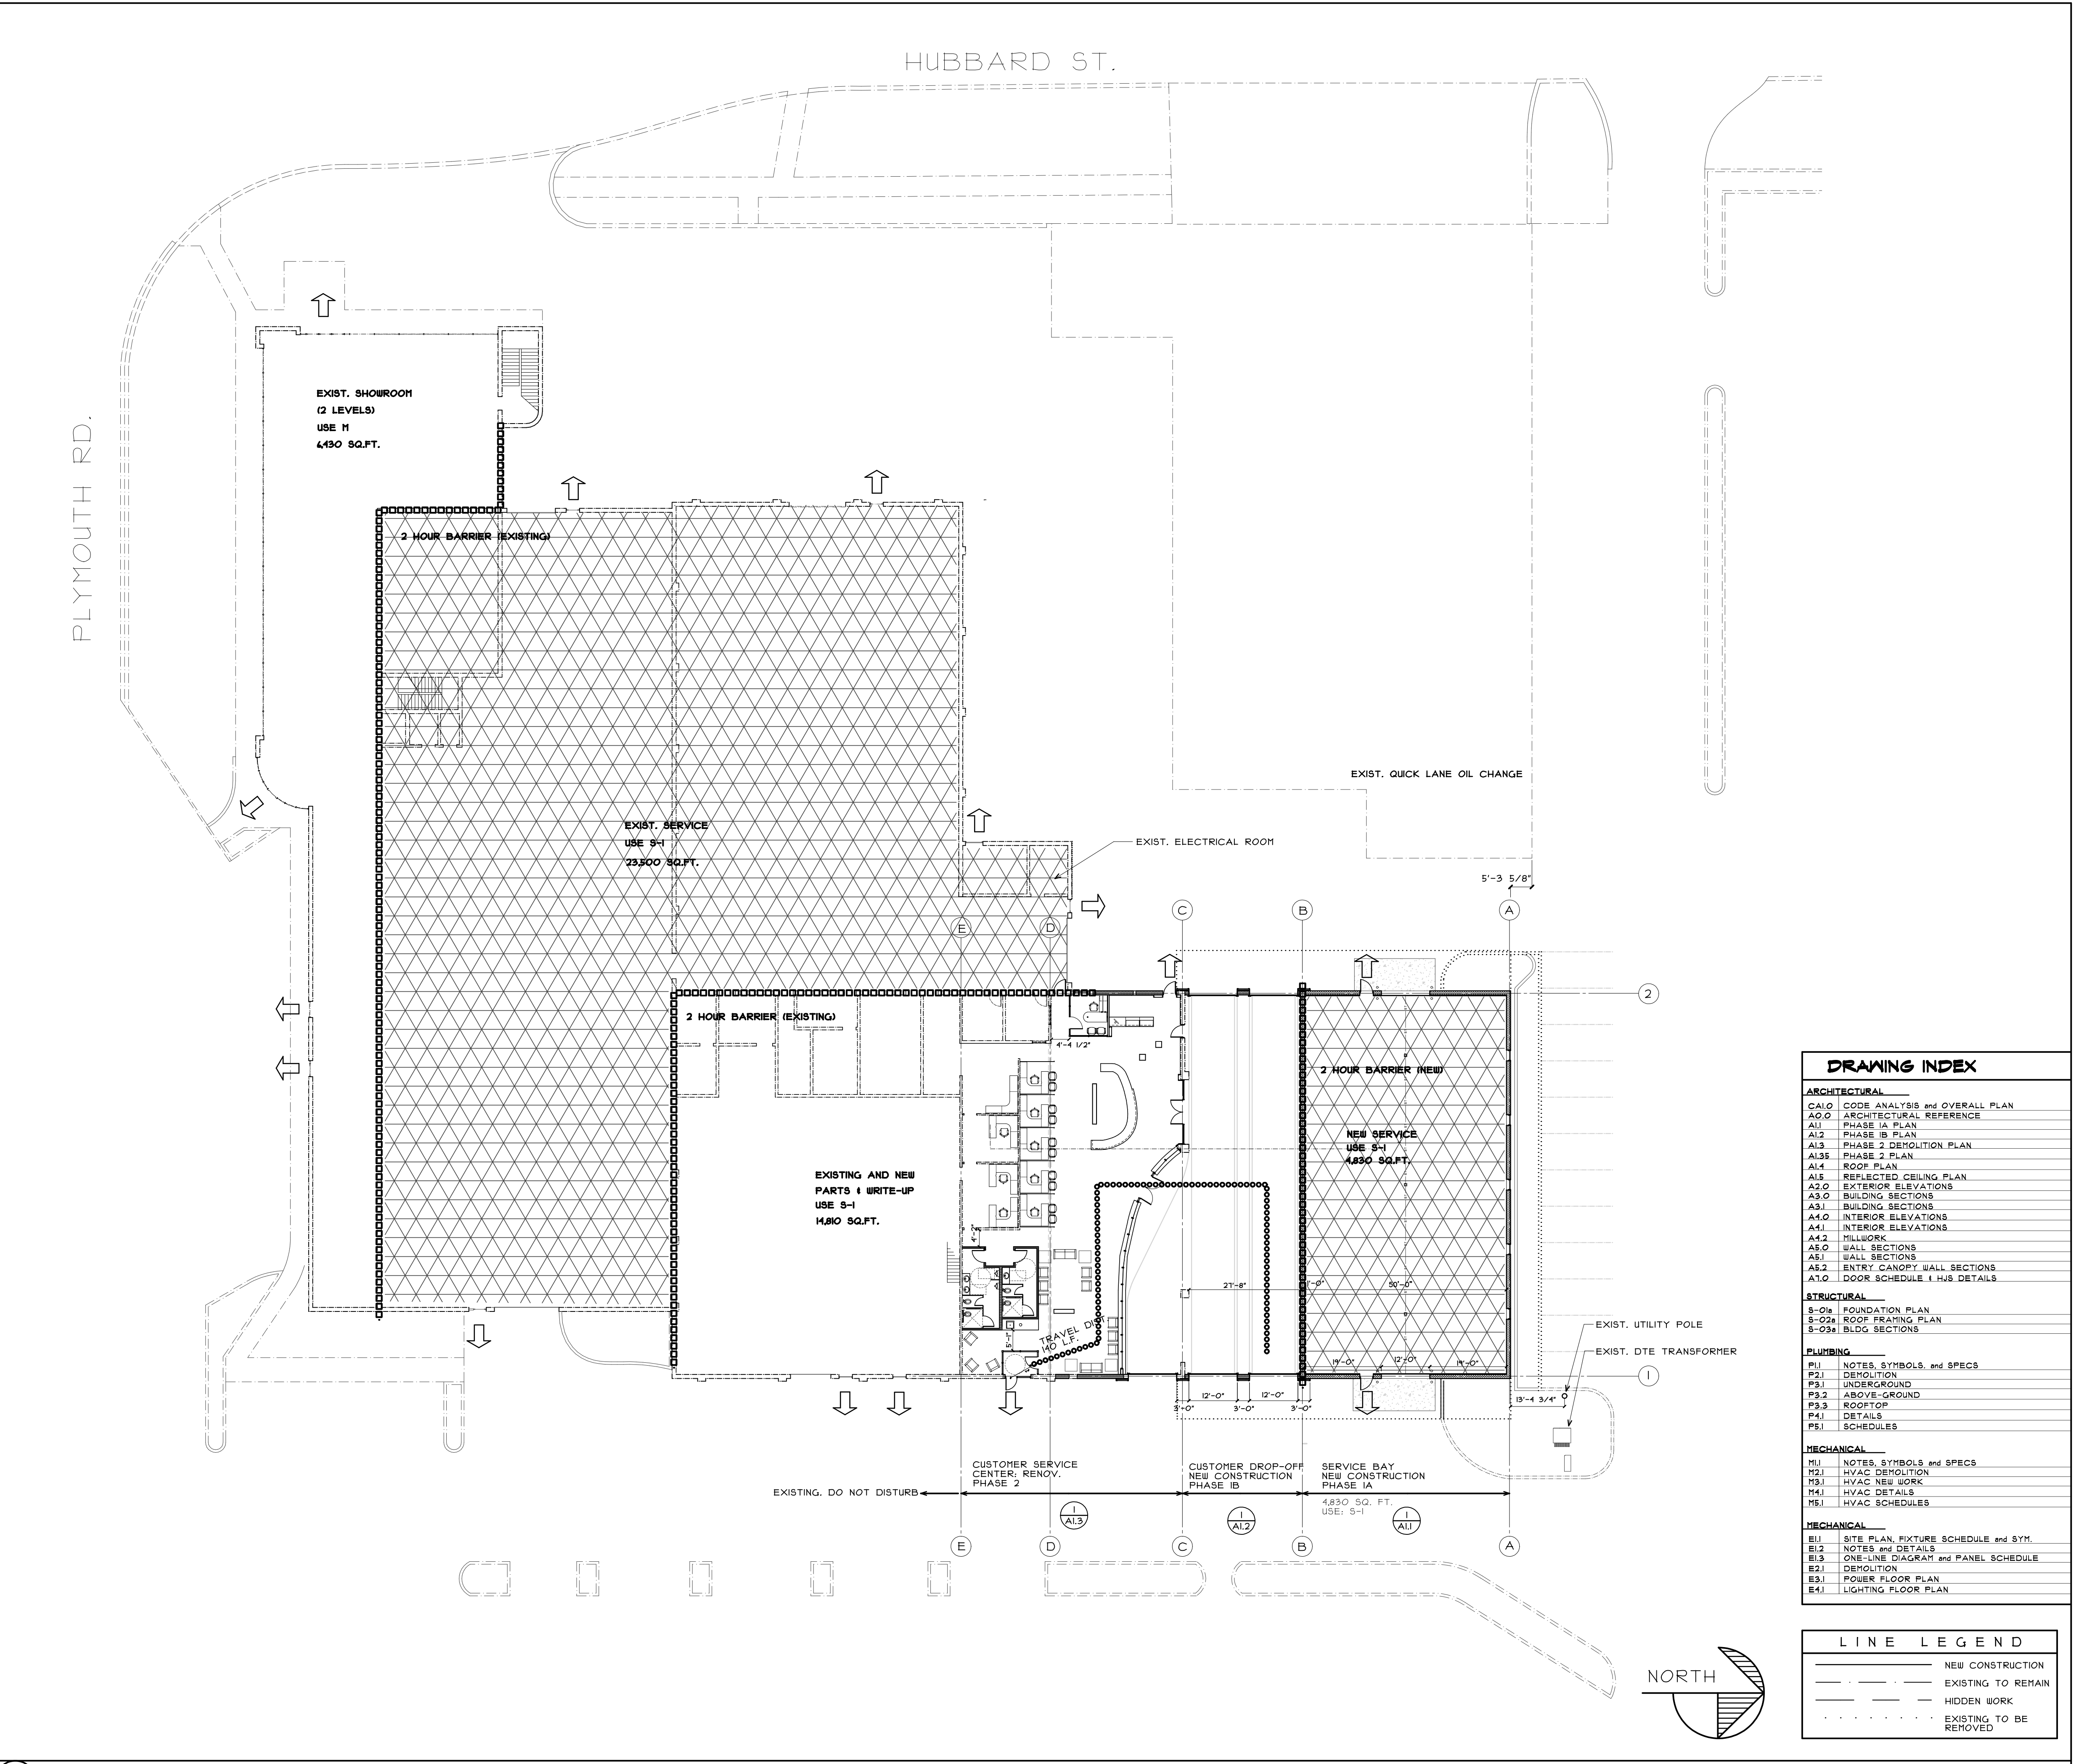 HUBBARD ST.
PLYMOUTH RD.
EXIST. SHOWROOM
(2 LEVELS)
USE M
6,430 SQ.FT.
2 HOUR BARRIER (EXISTING)
EXIST. QUICK LANE OIL CHANGE
EXIST. SERVICE
USE S-1
23,500 SQ.FT.
EXIST. ELECTRICAL ROOM
5'-3 5/8"
C
B
A
E
D
2
2 HOUR BARRIER (EXISTING)
4'-4 1/2"
2 HOUR BARRIER (NEW)
NEW SERVICE
USE S-1
4,830 SQ.FT.
EXISTING AND NEW
PARTS & WRITE-UP
USE S-1
14,810 SQ.FT.
4'-2"
27'-8"
1'-0"
50'-0"
TRAVEL DIST.
140 L.F.
5'-1"
19'-0"
12'-0"
19'-0"
EXIST. UTILITY POLE
EXIST. DTE TRANSFORMER
1
12'-0"
12'-0"
3'-0"
3'-0"
3'-0"
13'-4 3/4"
CUSTOMER SERVICE
CENTER: RENOV.
PHASE 2
CUSTOMER DROP-OFF
NEW CONSTRUCTION
PHASE 1B
SERVICE BAY
NEW CONSTRUCTION
PHASE 1A
EXISTING. DO NOT DISTURB
4,830 SQ. FT.
USE: S-1
1
A1.3
1
A1.2
1
A1.1
E
D
C
B
A
DRAWING INDEX
ARCHITECTURAL
CA1.0 CODE ANALYSIS and OVERALL PLAN
A0.0 ARCHITECTURAL REFERENCE
A1.1 PHASE 1A PLAN
A1.2 PHASE 1B PLAN
A1.3 PHASE 2 DEMOLITION PLAN
A1.35 PHASE 2 PLAN
A1.4 ROOF PLAN
A1.5 REFLECTED CEILING PLAN
A2.0 EXTERIOR ELEVATIONS
A3.0 BUILDING SECTIONS
A3.1 BUILDING SECTIONS
A4.0 INTERIOR ELEVATIONS
A4.1 INTERIOR ELEVATIONS
A4.2 MILLWORK
A5.0 WALL SECTIONS
A5.1 WALL SECTIONS
A5.2 ENTRY CANOPY WALL SECTIONS
A7.0 DOOR SCHEDULE & HJS DETAILS
STRUCTURAL
S-01a FOUNDATION PLAN
S-02a ROOF FRAMING PLAN
S-03a BLDG SECTIONS
PLUMBING
P1.1 NOTES, SYMBOLS. and SPECS
P2.1 DEMOLITION
P3.1 UNDERGROUND
P3.2 ABOVE-GROUND
P3.3 ROOFTOP
P4.1 DETAILS
P5.1 SCHEDULES
MECHANICAL
M1.1 NOTES, SYMBOLS and SPECS
M2.1 HVAC DEMOLITION
M3.1 HVAC NEW WORK
M4.1 HVAC DETAILS
M5.1 HVAC SCHEDULES
MECHANICAL
E1.1 SITE PLAN, FIXTURE SCHEDULE and SYM.
E1.2 NOTES and DETAILS
E1.3 ONE-LINE DIAGRAM and PANEL SCHEDULE
E2.1 DEMOLITION
E3.1 POWER FLOOR PLAN
E4.1 LIGHTING FLOOR PLAN
LINE LEGEND
NEW CONSTRUCTION
EXISTING TO REMAIN
HIDDEN WORK
EXISTING TO BE
REMOVED
NORTH